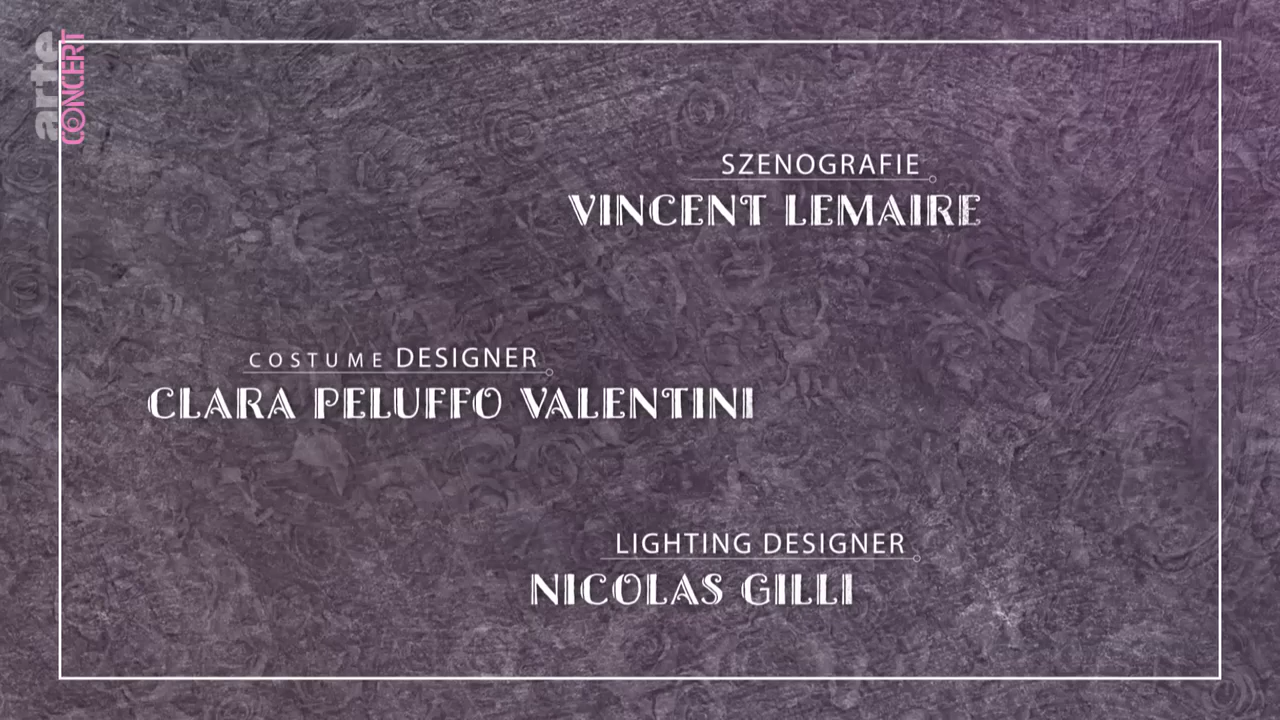 arte
CONCERT
SZENOGRAFIE
VINCENT LEMAIRE
COSTUME DESIGNER
CLARA PELUFFO VALENTINI
LIGHTING DESIGNER
NICOLAS GILLI